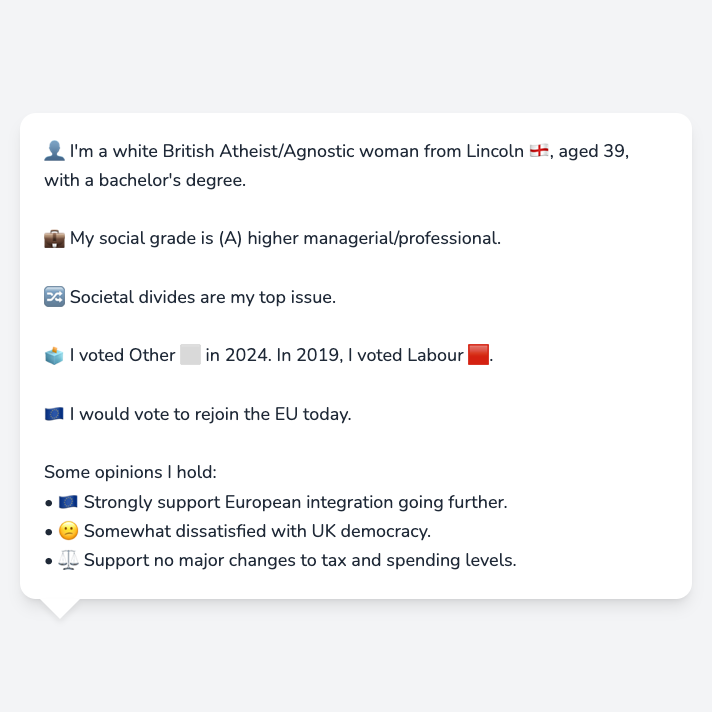 👤 I'm a white British Atheist/Agnostic woman from Lincoln 🏴󠁧󠁢󠁥󠁮󠁧󠁿, aged 39,
with a bachelor's degree.
💼 My social grade is (A) higher managerial/professional.
🔀 Societal divides are my top issue.
🗳️ I voted Other ⬜ in 2024. In 2019, I voted Labour 🟥.
🇪🇺 I would vote to rejoin the EU today.
Some opinions I hold:
• 🇪🇺 Strongly support European integration going further.
• 🙁 Somewhat dissatisfied with UK democracy.
• ⚖️ Support no major changes to tax and spending levels.